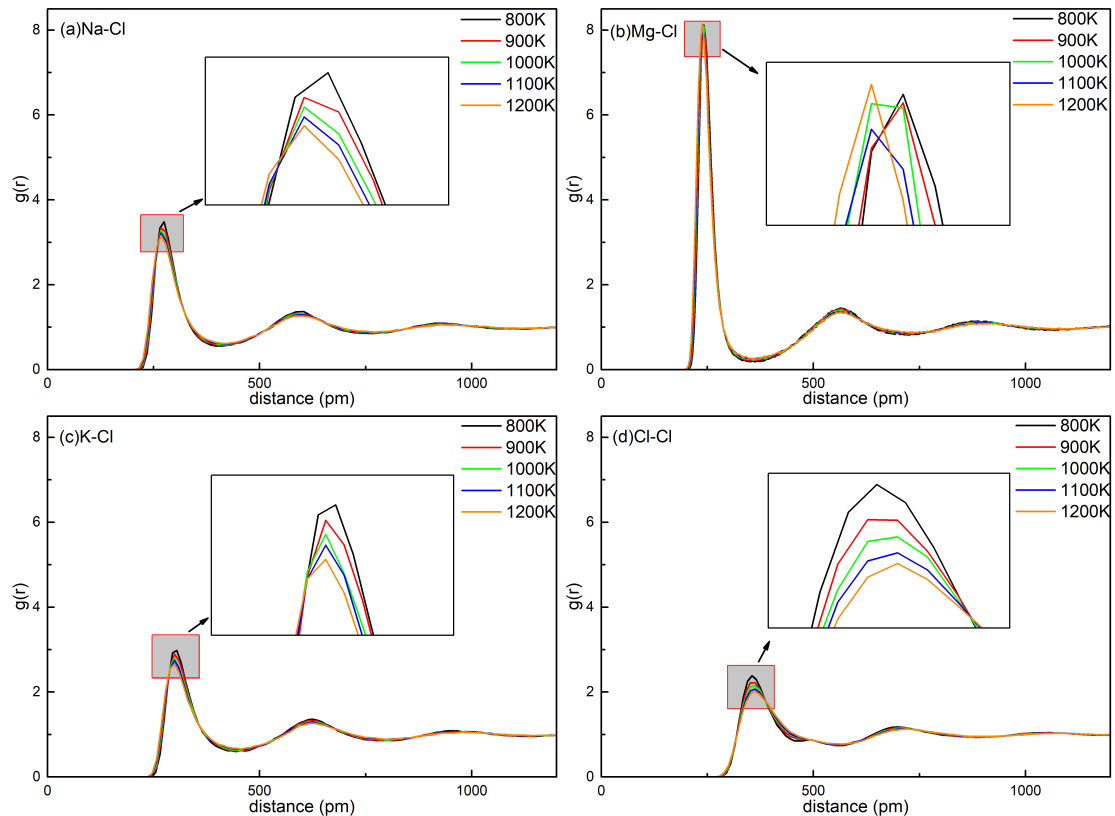 (a)Na-Cl
800K
900K
1000K
1100K
1200K
8
6
4
2
0
g(r)
0
500
1000
distance (pm)
(b)Mg-Cl
800K
900K
1000K
1100K
1200K
8
6
4
2
0
g(r)
0
500
1000
distance (pm)
(c)K-Cl
800K
900K
1000K
1100K
1200K
8
6
4
2
0
g(r)
0
500
1000
distance (pm)
(d)Cl-Cl
800K
900K
1000K
1100K
1200K
8
6
4
2
0
g(r)
0
500
1000
distance (pm)